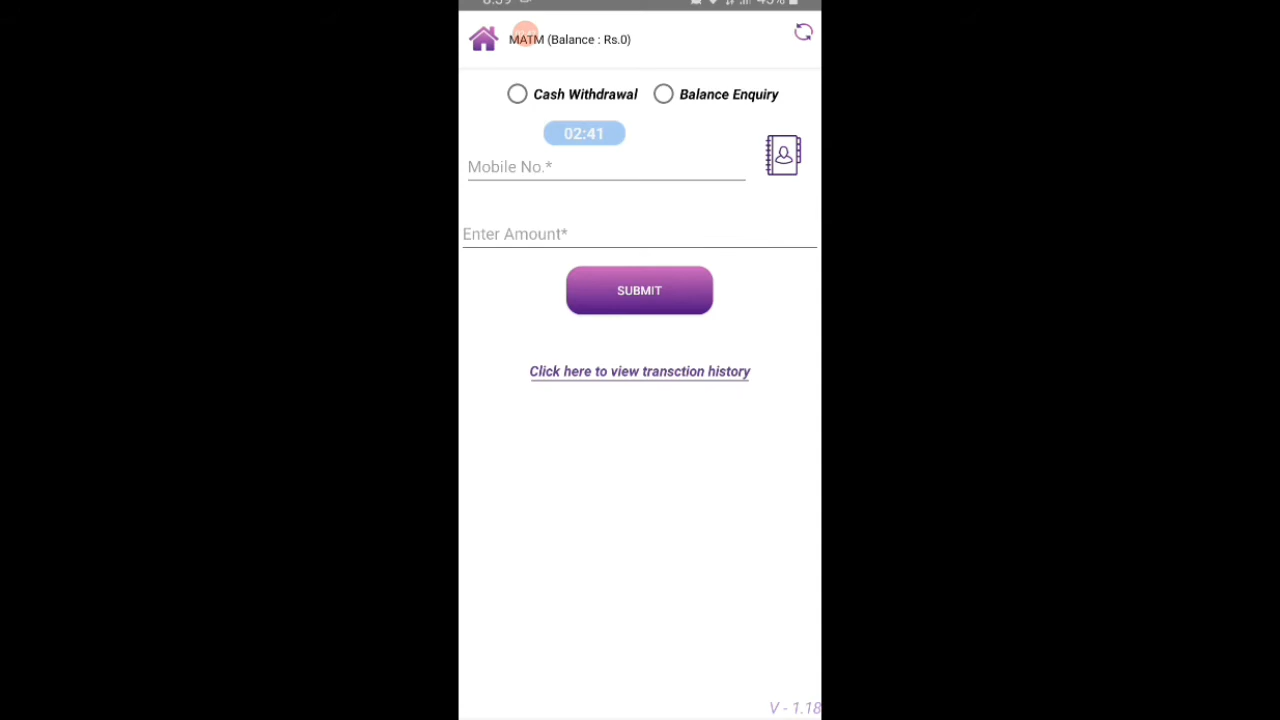 MATM (Balance : Rs.0)
Cash Withdrawal Balance Enquiry
02:41
Mobile No.*
Enter Amount*
SUBMIT
Click here to view transction history
V - 1.18